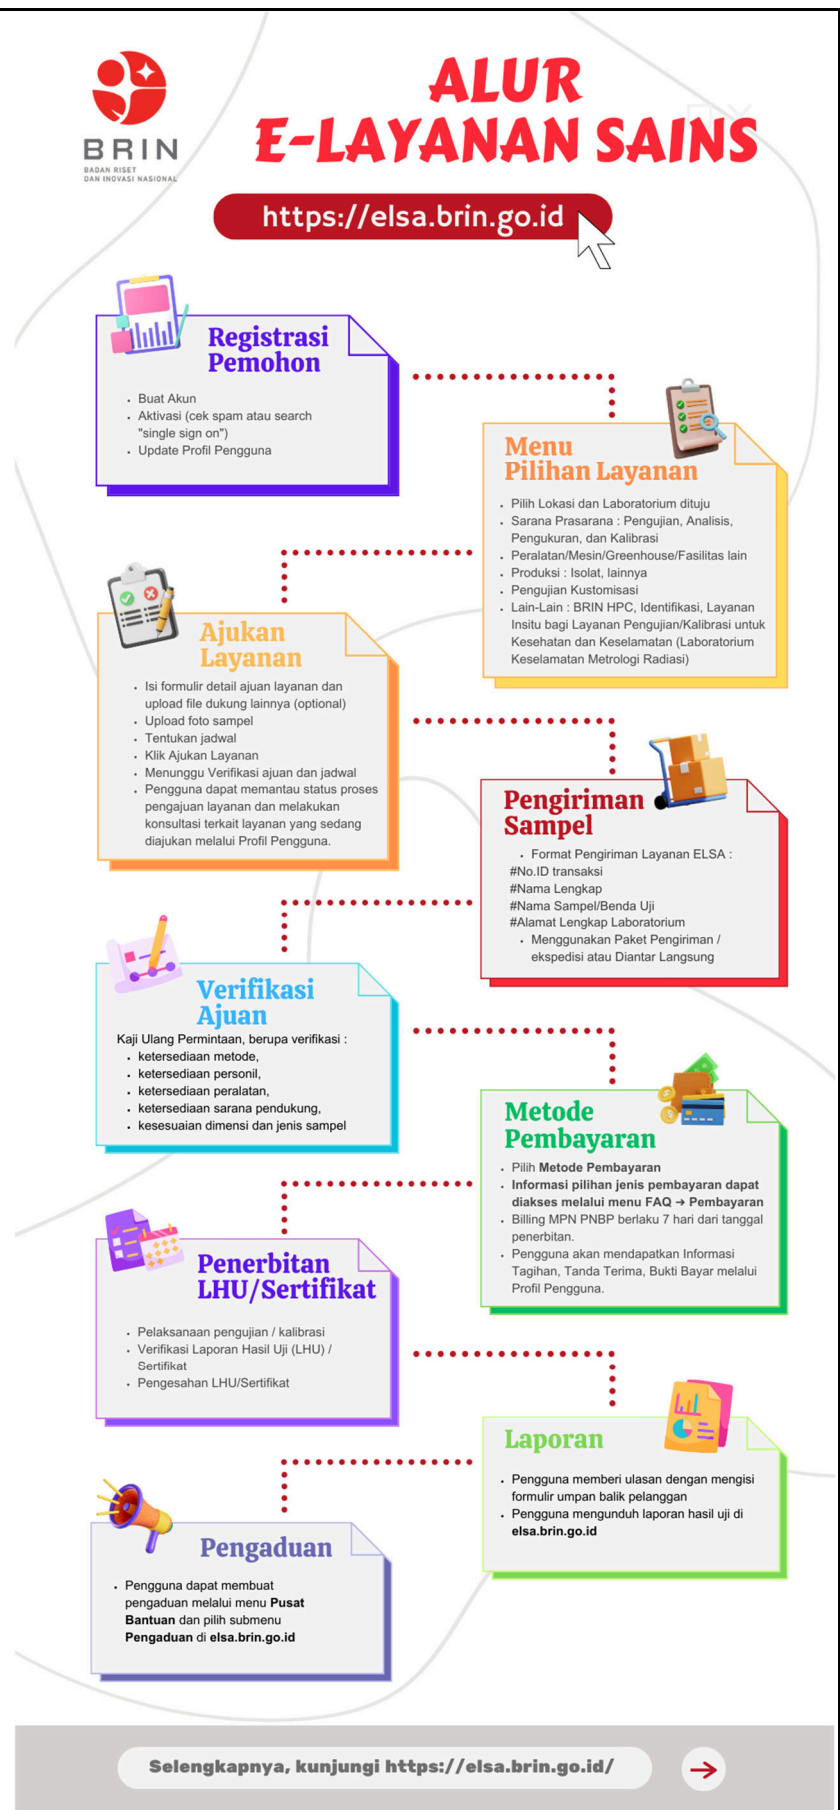 BRIN
BADAN RISET
DAN INOVASI NASIONAL
ALUR
E-LAYANAN SAINS
https://elsa.brin.go.id
Registrasi
Pemohon
• Buat Akun
• Aktivasi (cek spam atau search
"single sign on")
• Update Profil Pengguna
Menu
Pilihan Layanan
• Pilih Lokasi dan Laboratorium dituju
• Sarana Prasarana : Pengujian, Analisis,
Pengukuran, dan Kalibrasi
• Peralatan/Mesin/Greenhouse/Fasilitas lain
• Produksi : Isolat, lainnya
• Pengujian Kustomisasi
• Lain-Lain : BRIN HPC, Identifikasi, Layanan
Insitu bagi Layanan Pengujian/Kalibrasi untuk
Kesehatan dan Keselamatan (Laboratorium
Keselamatan Metrologi Radiasi)
Ajukan
Layanan
• Isi formulir detail ajuan layanan dan
upload file dukung lainnya (optional)
• Upload foto sampel
• Tentukan jadwal
• Klik Ajukan Layanan
• Menunggu Verifikasi ajuan dan jadwal
• Pengguna dapat memantau status proses
pengajuan layanan dan melakukan
konsultasi terkait layanan yang sedang
diajukan melalui Profil Pengguna.
Pengiriman
Sampel
• Format Pengiriman Layanan ELSA :
#No.ID transaksi
#Nama Lengkap
#Nama Sampel/Benda Uji
#Alamat Lengkap Laboratorium
• Menggunakan Paket Pengiriman /
ekspedisi atau Diantar Langsung
Verifikasi
Ajuan
Kaji Ulang Permintaan, berupa verifikasi :
• ketersediaan metode,
• ketersediaan personil,
• ketersediaan peralatan,
• ketersediaan sarana pendukung,
• kesesuaian dimensi dan jenis sampel
Metode
Pembayaran
• Pilih Metode Pembayaran
• Informasi pilihan jenis pembayaran dapat
diakses melalui menu FAQ → Pembayaran
• Billing MPN PNBP berlaku 7 hari dari tanggal
penerbitan.
• Pengguna akan mendapatkan Informasi
Tagihan, Tanda Terima, Bukti Bayar melalui
Profil Pengguna.
Penerbitan
LHU/Sertifikat
• Pelaksanaan pengujian / kalibrasi
• Verifikasi Laporan Hasil Uji (LHU) /
Sertifikat
• Pengesahan LHU/Sertifikat
Laporan
• Pengguna memberi ulasan dengan mengisi
formulir umpan balik pelanggan
• Pengguna mengunduh laporan hasil uji di
elsa.brin.go.id
Pengaduan
• Pengguna dapat membuat
pengaduan melalui menu Pusat
Bantuan dan pilih submenu
Pengaduan di elsa.brin.go.id
Selengkapnya, kunjungi https://elsa.brin.go.id/